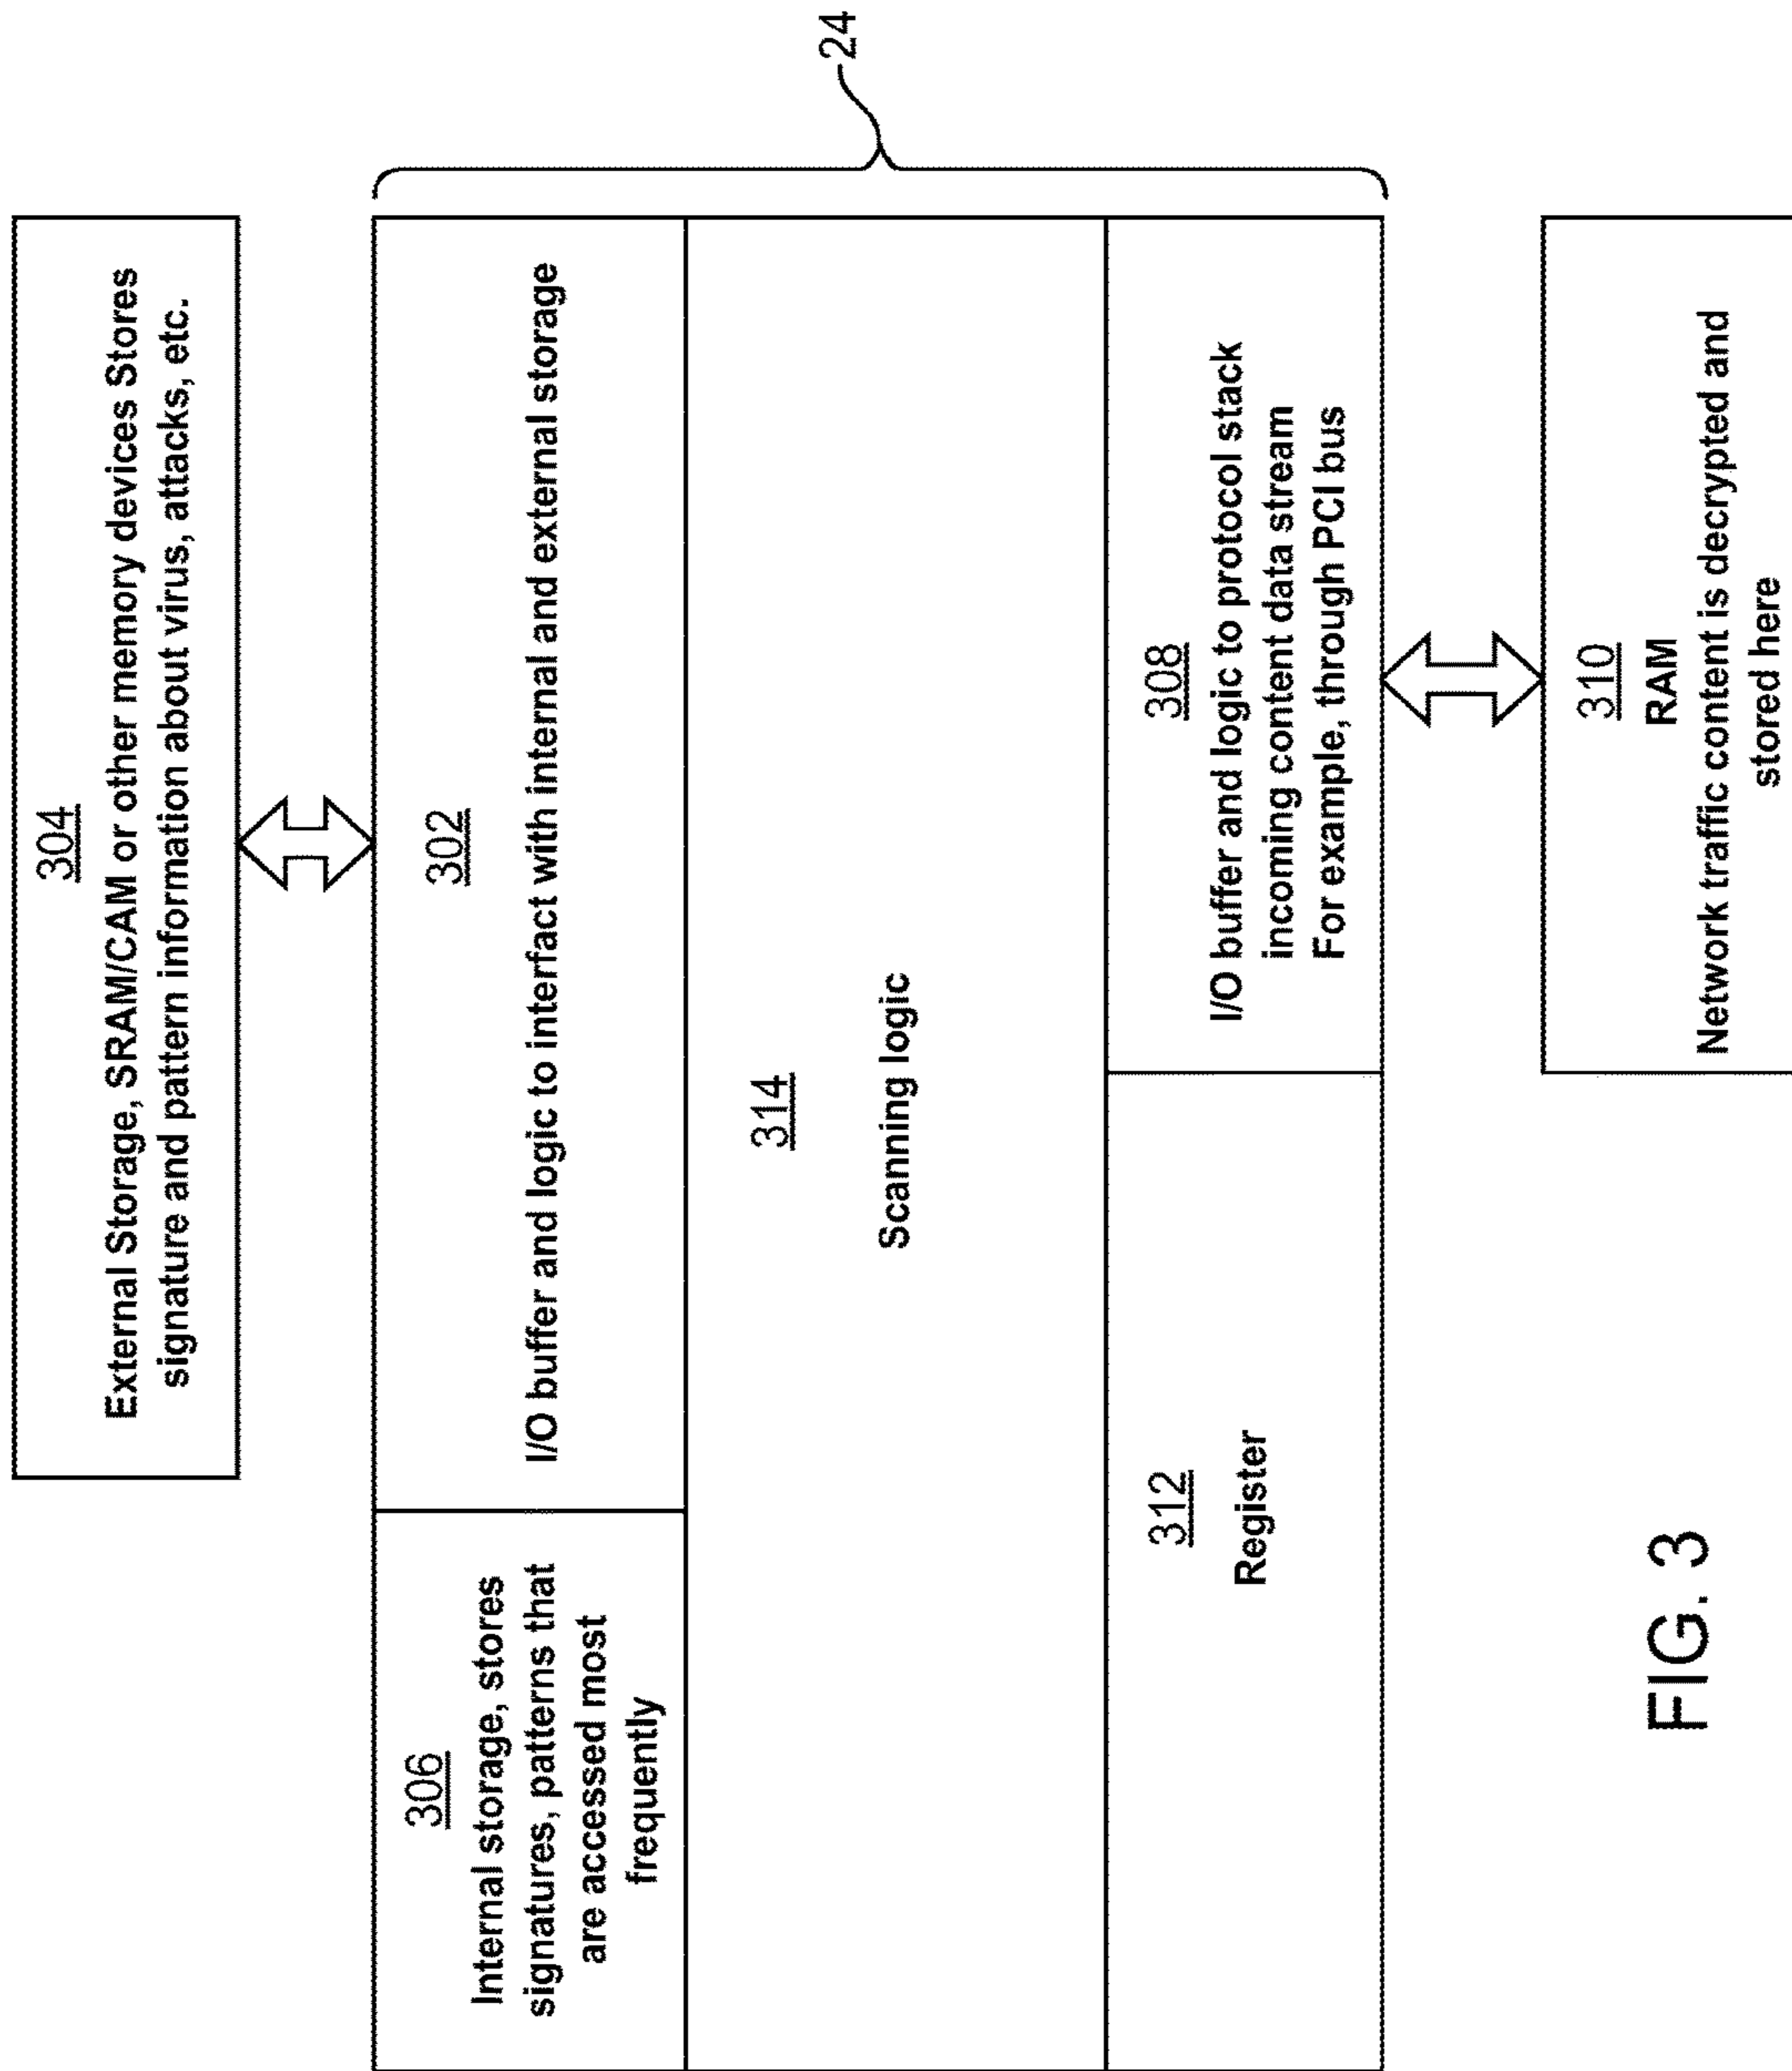 304
External Storage, SRAM/CAM or other memory devices Stores
signature and pattern information about virus, attacks, etc.
306
Internal storage, stores
signatures, patterns that
are accessed most
frequently
302
I/O buffer and logic to interfact with internal and external storage
314
Scanning logic
24
312
Register
308
I/O buffer and logic to protocol stack
incoming content data stream
For example, through PCI bus
310
RAM
Network traffic content is decrypted and
stored here
FIG. 3